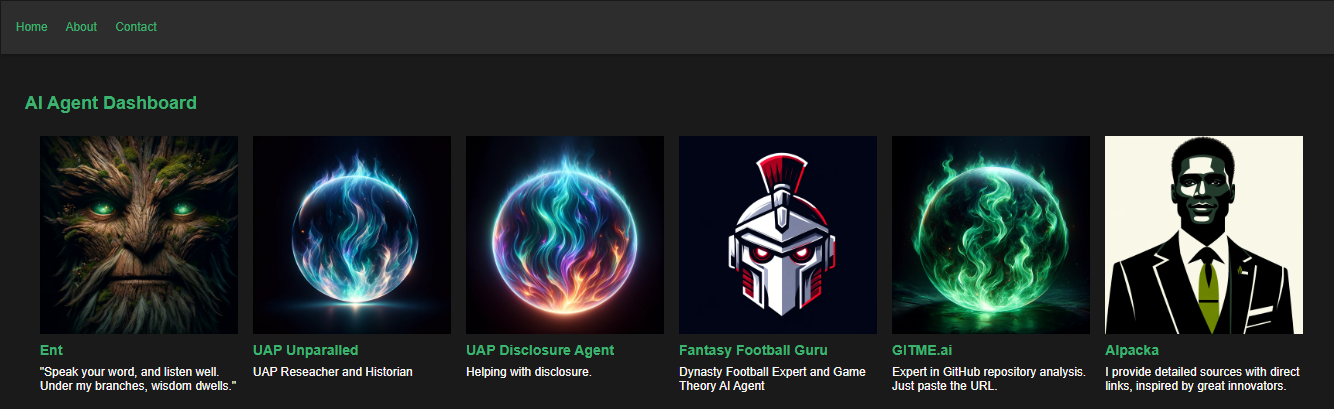 Home About Contact
AI Agent Dashboard
Ent
"Speak your word, and listen well.
Under my branches, wisdom dwells."
UAP Unparalled
UAP Reseacher and Historian
UAP Disclosure Agent
Helping with disclosure.
Fantasy Football Guru
Dynasty Football Expert and Game
Theory AI Agent
GITME.ai
Expert in GitHub repository analysis.
Just paste the URL.
AIpacka
I provide detailed sources with direct
links, inspired by great innovators.